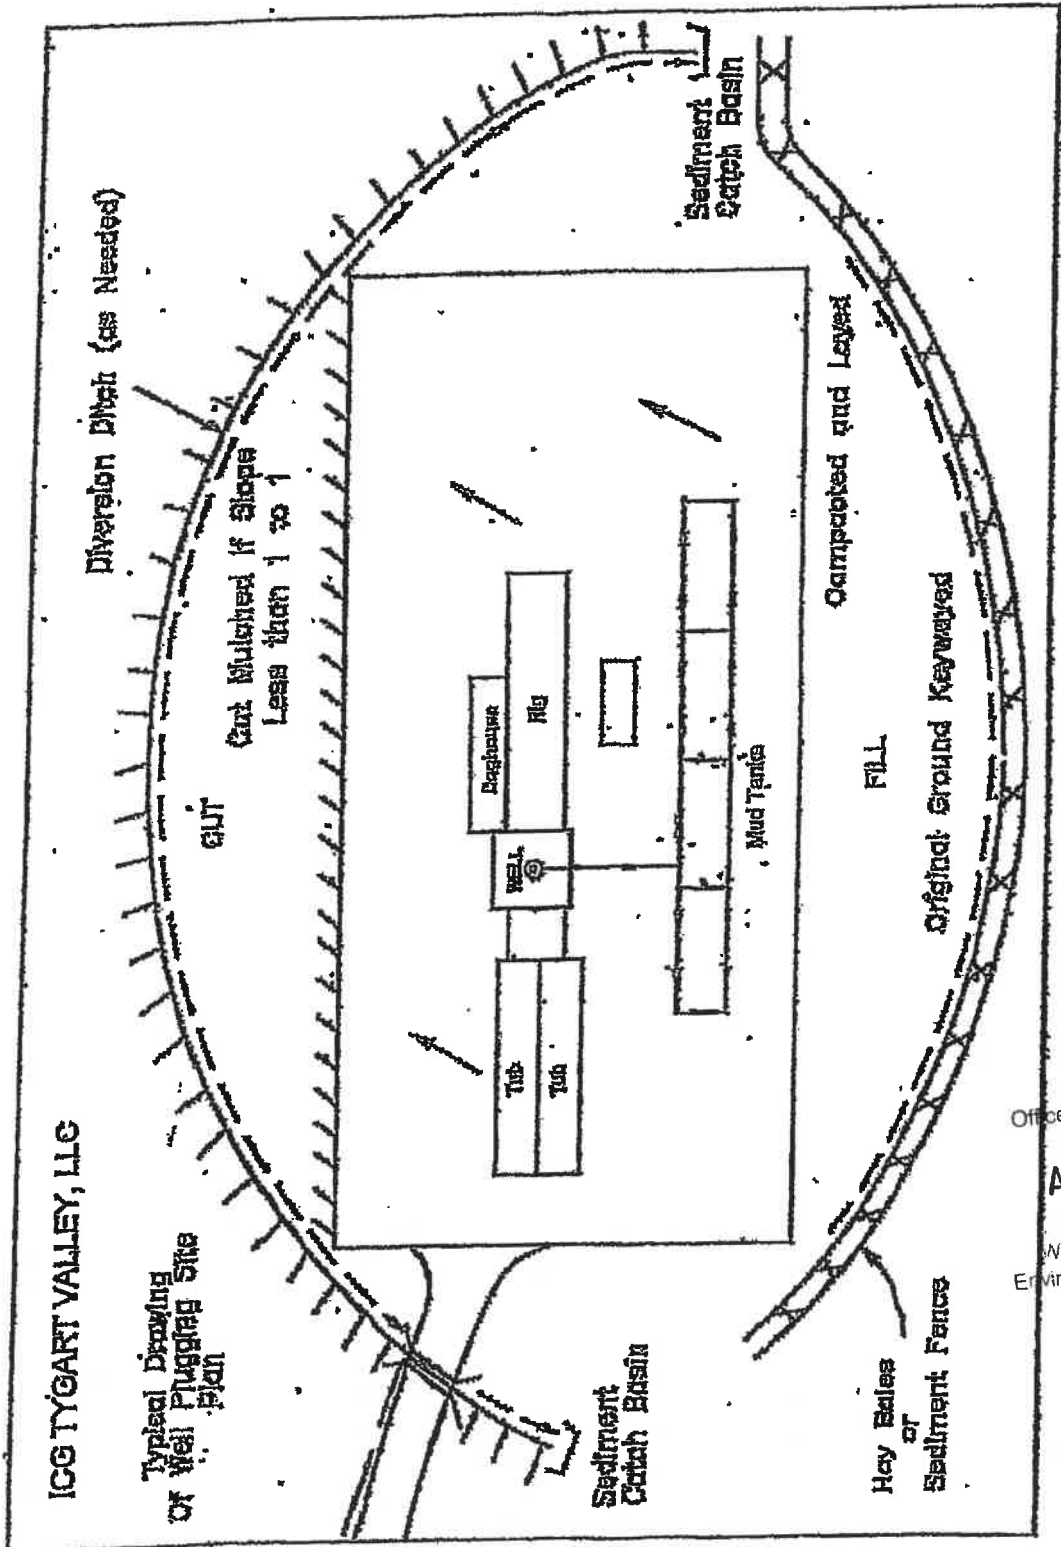 ICG TYGART VALLEY, LLC
Typical Drawing
Of Well Plugging Site
Plan
Diversion Ditch (as Needed)
Cut Mulched if Slope
Less than 1 to 1
CUT
Sediment
Catch Basin
Doghouse
Rig
WELL
Tub
Tub
Mud Tanks
Compacted and Layed
FILL
Original Ground Keywayed
Sediment
Catch Basin
Hay Bales
or
Sediment Fence
Office